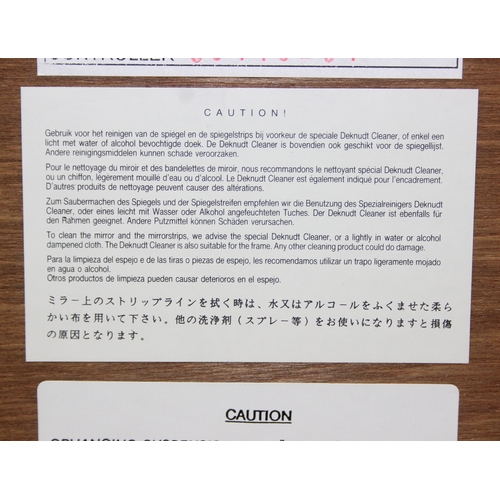 CONTROLLER
CAUTION!
Gebruik voor het reinigen van de spiegel en de spiegelstrips bij voorkeur de speciale Deknudt Cleaner, of enkel een
licht met water of alcohol bevochtigde doek. De Deknudt Cleaner is bovendien ook geschikt voor de spiegellijst.
Andere reinigingsmiddelen kunnen schade veroorzaken.
Pour le nettoyage du miroir et des bandelettes de miroir, nous recommandons le nettoyant spécial Deknudt Cleaner,
ou un chiffon, légèrement mouillé d'eau ou d'alcool. Le Deknudt Cleaner est également indiqué pour l'encadrement.
D'autres produits de nettoyage peuvent causer des altérations.
Zum Saubermachen des Spiegels und der Spiegelstreifen empfehlen wir die Benutzung des Spezialreinigers Deknudt
Cleaner, oder eines leicht mit Wasser oder Alkohol angefeuchteten Tuches. Der Deknudt Cleaner ist ebenfalls für
den Rahmen geeignet. Andere Putzmittel können Schäden verursachen.
To clean the mirror and the mirrorstrips, we advise the special Deknudt Cleaner, or a lightly in water or alcohol
dampened cloth. The Deknudt Cleaner is also suitable for the frame. Any other cleaning product could do damage.
Para la limpieza del espejo e de las tiras o piezas de espejo, les recomendamos utilizar un trapo ligeramente mojado
en agua o alcohol.
Otros productos de limpieza pueden causar deterioros en el espejo.
ミラー上のストリップラインを拭く時は、水又はアルコールをふくませた柔ら
かい布を用いて下さい。他の洗浄剤（スプレー等）をお使いになりますと損傷
の原因となります。
CAUTION